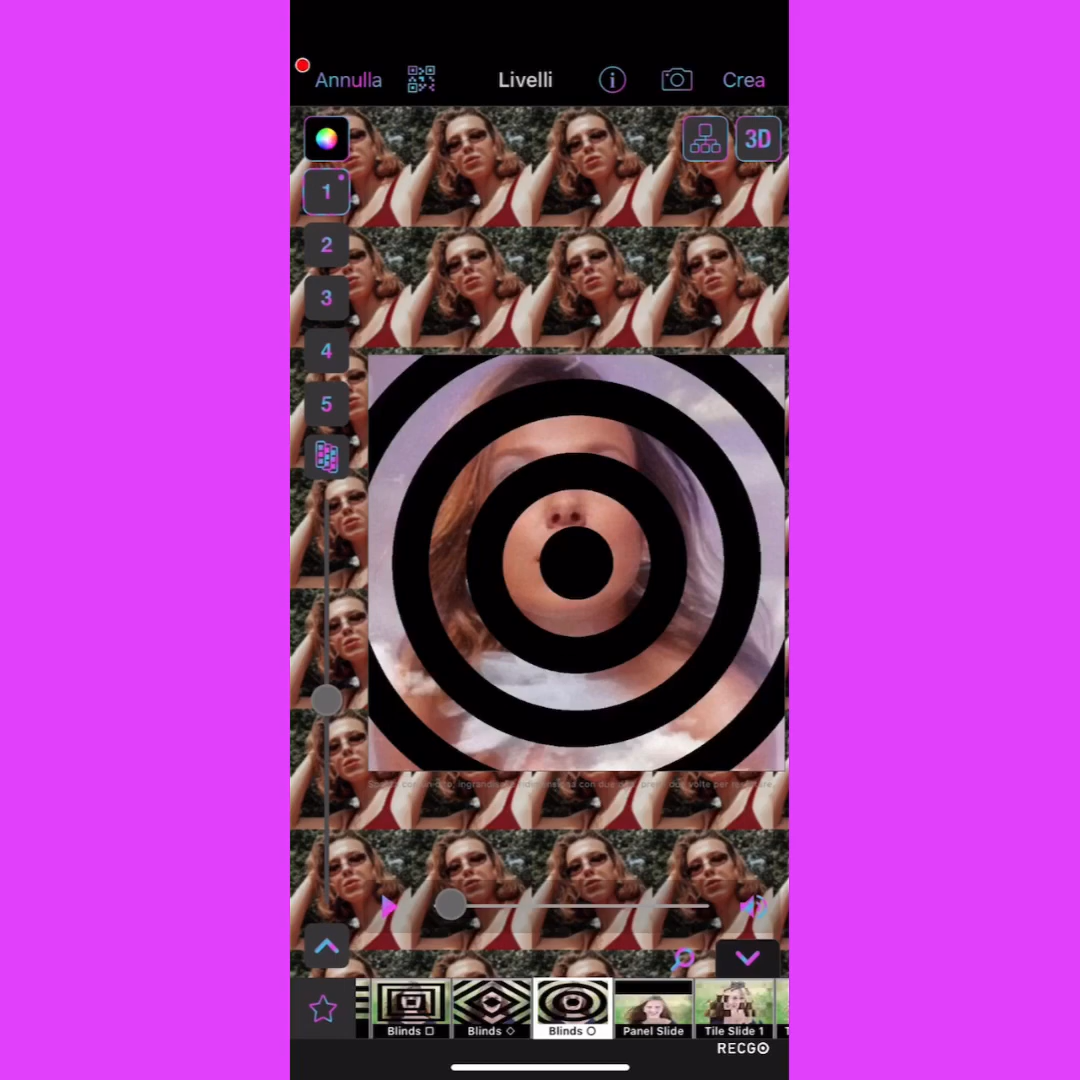 Annulla
Livelli
Crea
3D
1
2
3
4
5
Blinds □
Blinds ◇
Blinds ○
Panel Slide
Tile Slide 1
RECGO